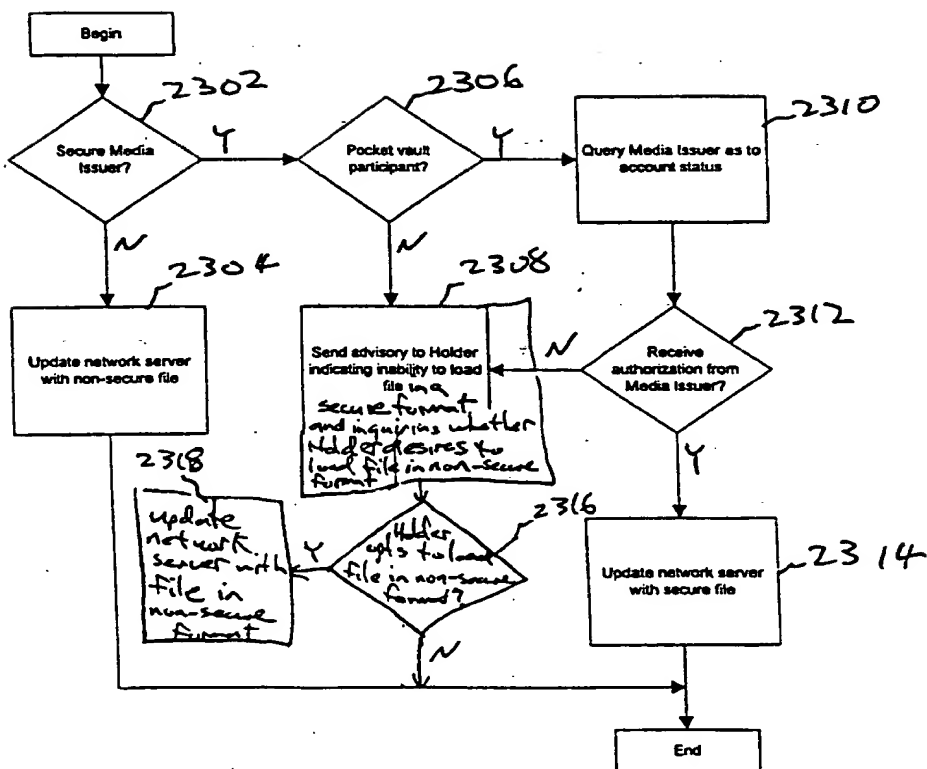 Begin
2302
2306
2310
Secure Media
Issuer?
Y
Pocket vault
participant?
Y
Query Media Issuer as to
account status
N
N
2304
2308
2312
Update network server
with non-secure file
Send advisory to Holder
indicating inability to load
file in a
secure format
and inquiring whether
Holder desires to
load file in non-secure
format
N
Receive
authorization from
Media Issuer?
Y
2318
update
network
server with
file in
non-secure
format
Y
2316
Holder
opts to load
file in non-secure
format?
N
2314
Update network server
with secure file
End